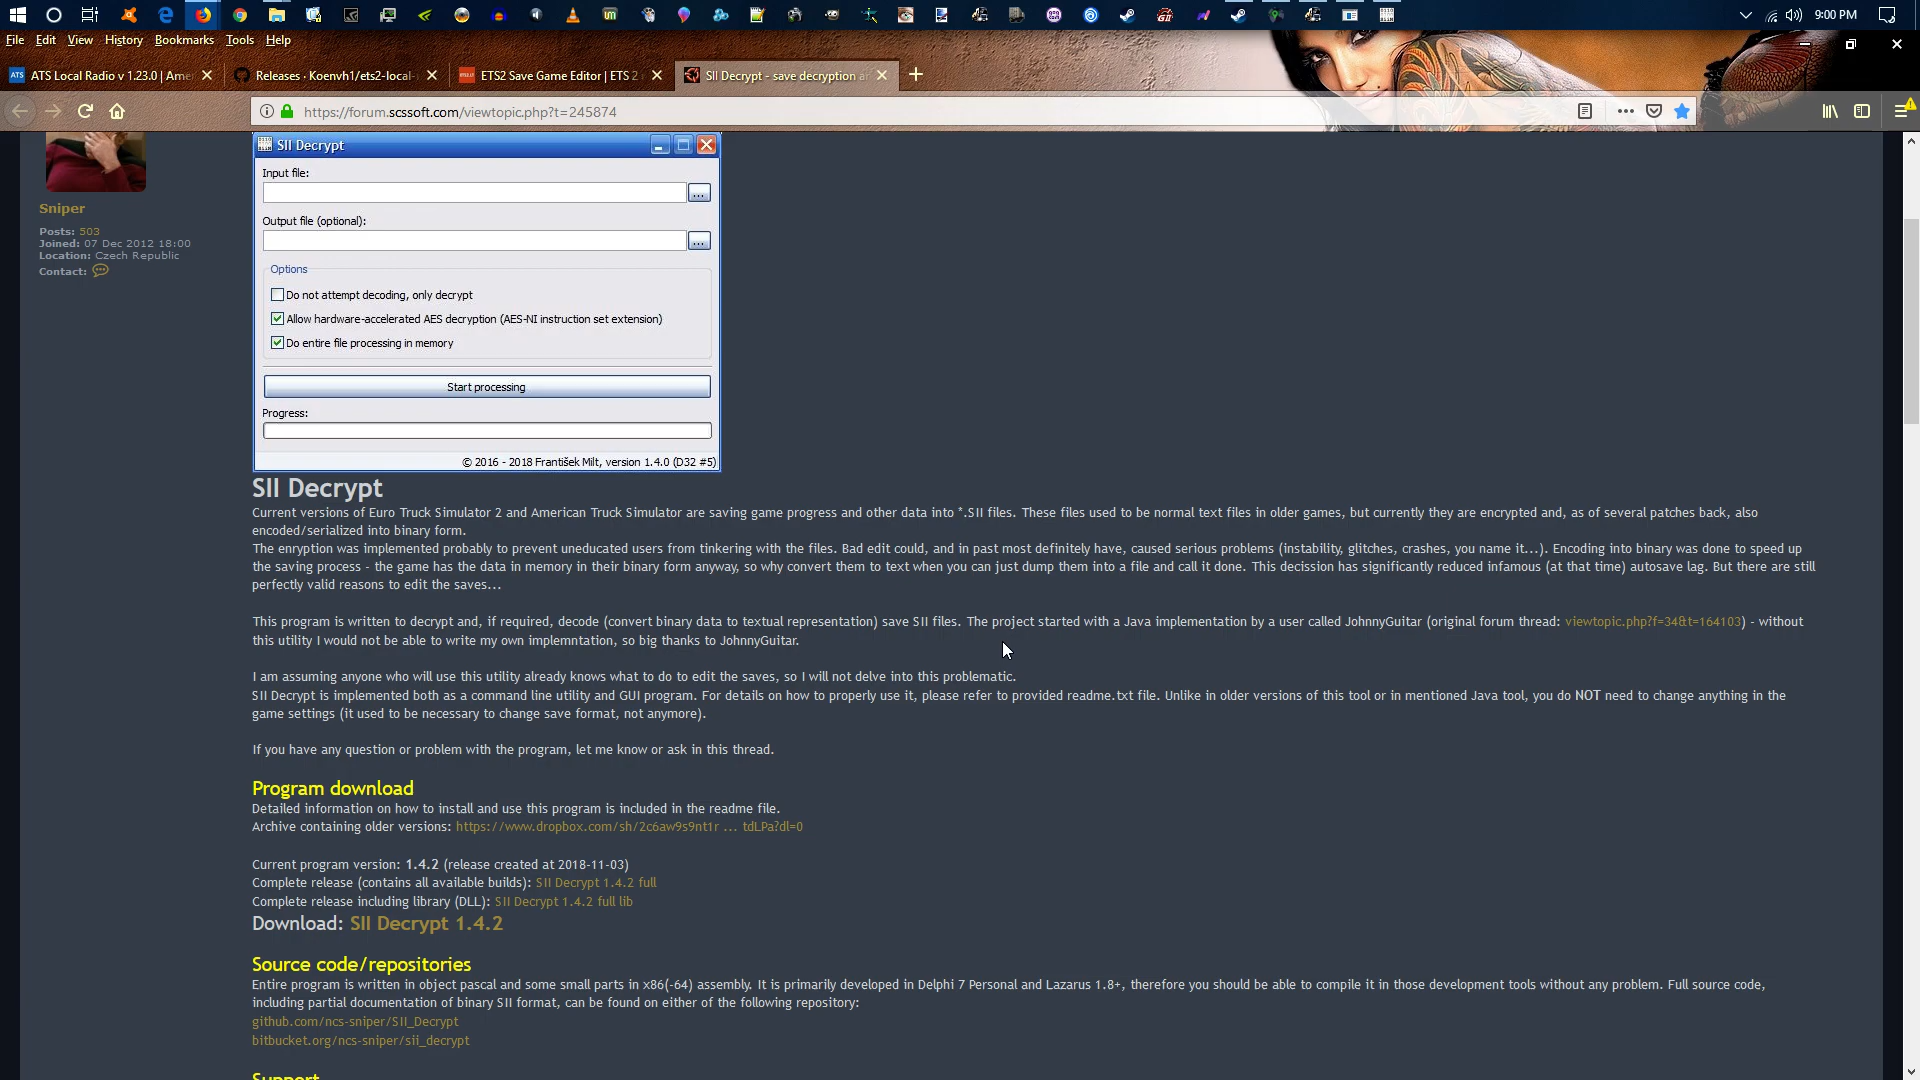 9:00 PM
File Edit View History Bookmarks Tools Help
ATS Local Radio v 1.23.0 | Ame
Releases · Koenvh1/ets2-local-
ETS2 Save Game Editor | ETS 2
SII Decrypt - save decryption a
https://forum.scssoft.com/viewtopic.php?t=245874
SII Decrypt
Input file:
...
Output file (optional):
...
Options
Do not attempt decoding, only decrypt
Allow hardware-accelerated AES decryption (AES-NI instruction set extension)
Do entire file processing in memory
Start processing
Progress:
© 2016 - 2018 František Milt, version 1.4.0 (D32 #5)
Sniper
Posts: 503
Joined: 07 Dec 2012 18:00
Location: Czech Republic
Contact:
SII Decrypt
Current versions of Euro Truck Simulator 2 and American Truck Simulator are saving game progress and other data into *.SII files. These files used to be normal text files in older games, but currently they are encrypted and, as of several patches back, also
encoded/serialized into binary form.
The enryption was implemented probably to prevent uneducated users from tinkering with the files. Bad edit could, and in past most definitely have, caused serious problems (instability, glitches, crashes, you name it...). Encoding into binary was done to speed up
the saving process - the game has the data in memory in their binary form anyway, so why convert them to text when you can just dump them into a file and call it done. This decission has significantly reduced infamous (at that time) autosave lag. But there are still
perfectly valid reasons to edit the saves...
This program is written to decrypt and, if required, decode (convert binary data to textual representation) save SII files. The project started with a Java implementation by a user called JohnnyGuitar (original forum thread: viewtopic.php?f=34&t=164103) - without
this utility I would not be able to write my own implemntation, so big thanks to JohnnyGuitar.
I am assuming anyone who will use this utility already knows what to do to edit the saves, so I will not delve into this problematic.
SII Decrypt is implemented both as a command line utility and GUI program. For details on how to properly use it, please refer to provided readme.txt file. Unlike in older versions of this tool or in mentioned Java tool, you do NOT need to change anything in the
game settings (it used to be necessary to change save format, not anymore).
If you have any question or problem with the program, let me know or ask in this thread.
Program download
Detailed information on how to install and use this program is included in the readme file.
Archive containing older versions: https://www.dropbox.com/sh/2c6aw9s9nt1r ... tdLPa?dl=0
Current program version: 1.4.2 (release created at 2018-11-03)
Complete release (contains all available builds): SII Decrypt 1.4.2 full
Complete release including library (DLL): SII Decrypt 1.4.2 full lib
Download: SII Decrypt 1.4.2
Source code/repositories
Entire program is written in object pascal and some small parts in x86(-64) assembly. It is primarily developed in Delphi 7 Personal and Lazarus 1.8+, therefore you should be able to compile it in those development tools without any problem. Full source code,
including partial documentation of binary SII format, can be found on either of the following repository:
github.com/ncs-sniper/SII_Decrypt
bitbucket.org/ncs-sniper/sii_decrypt
Support